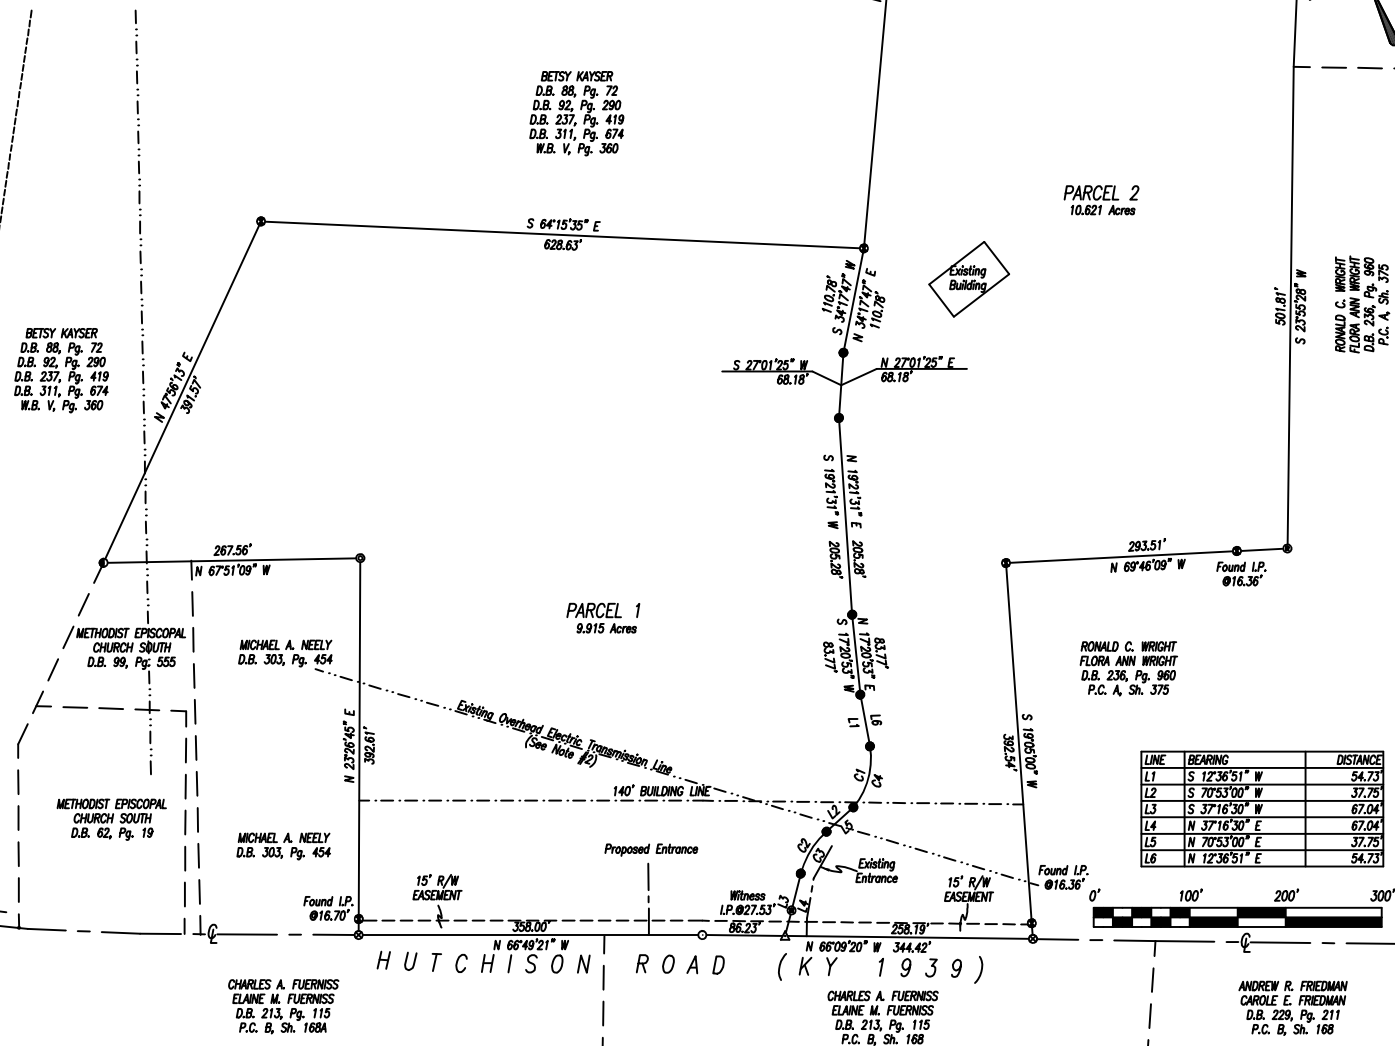 BETSY KAYSER
D.B. 88, Pg. 72
D.B. 92, Pg. 290
D.B. 237, Pg. 419
D.B. 311, Pg. 674
W.B. V, Pg. 360
PARCEL 2
10.621 Acres
S 64°15'35" E
628.63'
Existing
Building
110.78'
S 34°17'47" W
N 34°17'47" E
110.78'
501.81'
S 23°55'28" W
RONALD C. WRIGHT
FLORA ANN WRIGHT
D.B. 236, Pg. 960
P.C. A, Sh. 375
BETSY KAYSER
D.B. 88, Pg. 72
D.B. 92, Pg. 290
D.B. 237, Pg. 419
D.B. 311, Pg. 674
W.B. V, Pg. 360
N 47°56'13" E
391.57'
S 27°01'25" W
68.18'
N 27°01'25" E
68.18'
S 19°21'31" W 205.28'
N 19°21'31" E 205.28'
267.56'
N 67°51'09" W
293.51'
N 69°46'09" W
Found I.P.
@16.36'
PARCEL 1
9.915 Acres
METHODIST EPISCOPAL
CHURCH SOUTH
D.B. 99, Pg. 555
MICHAEL A. NEELY
D.B. 303, Pg. 454
83.77'
S 17°20'53" W
N 17°20'53" E
83.77'
RONALD C. WRIGHT
FLORA ANN WRIGHT
D.B. 236, Pg. 960
P.C. A, Sh. 375
N 23°26'45" E
392.61'
Existing Overhead Electric Transmission Line
(See Note #2)
L1
L6
S 19°05'00" W
392.54'
C1
C4
140' BUILDING LINE
L2
L5
LINE BEARING DISTANCE
L1 S 12°36'51" W 54.73'
L2 S 70°53'00" W 37.75'
L3 S 37°16'30" W 67.04'
L4 N 37°16'30" E 67.04'
L5 N 70°53'00" E 37.75'
L6 N 12°36'51" E 54.73'
METHODIST EPISCOPAL
CHURCH SOUTH
D.B. 62, Pg. 19
MICHAEL A. NEELY
D.B. 303, Pg. 454
Proposed Entrance
C2
C3
Existing
Entrance
Found I.P.
@16.36'
15' R/W
EASEMENT
15' R/W
EASEMENT
Found I.P.
@16.70'
Witness
I.P.@27.53'
L3
L4
0' 100' 200' 300'
358.00'
86.23'
258.19'
N 66°49'21" W
N 66°09'20" W 344.42'
HUTCHISON ROAD (KY 1939)
CHARLES A. FUERNISS
ELAINE M. FUERNISS
D.B. 213, Pg. 115
P.C. B, Sh. 168A
CHARLES A. FUERNISS
ELAINE M. FUERNISS
D.B. 213, Pg. 115
P.C. B, Sh. 168
ANDREW R. FRIEDMAN
CAROLE E. FRIEDMAN
D.B. 229, Pg. 211
P.C. B, Sh. 168